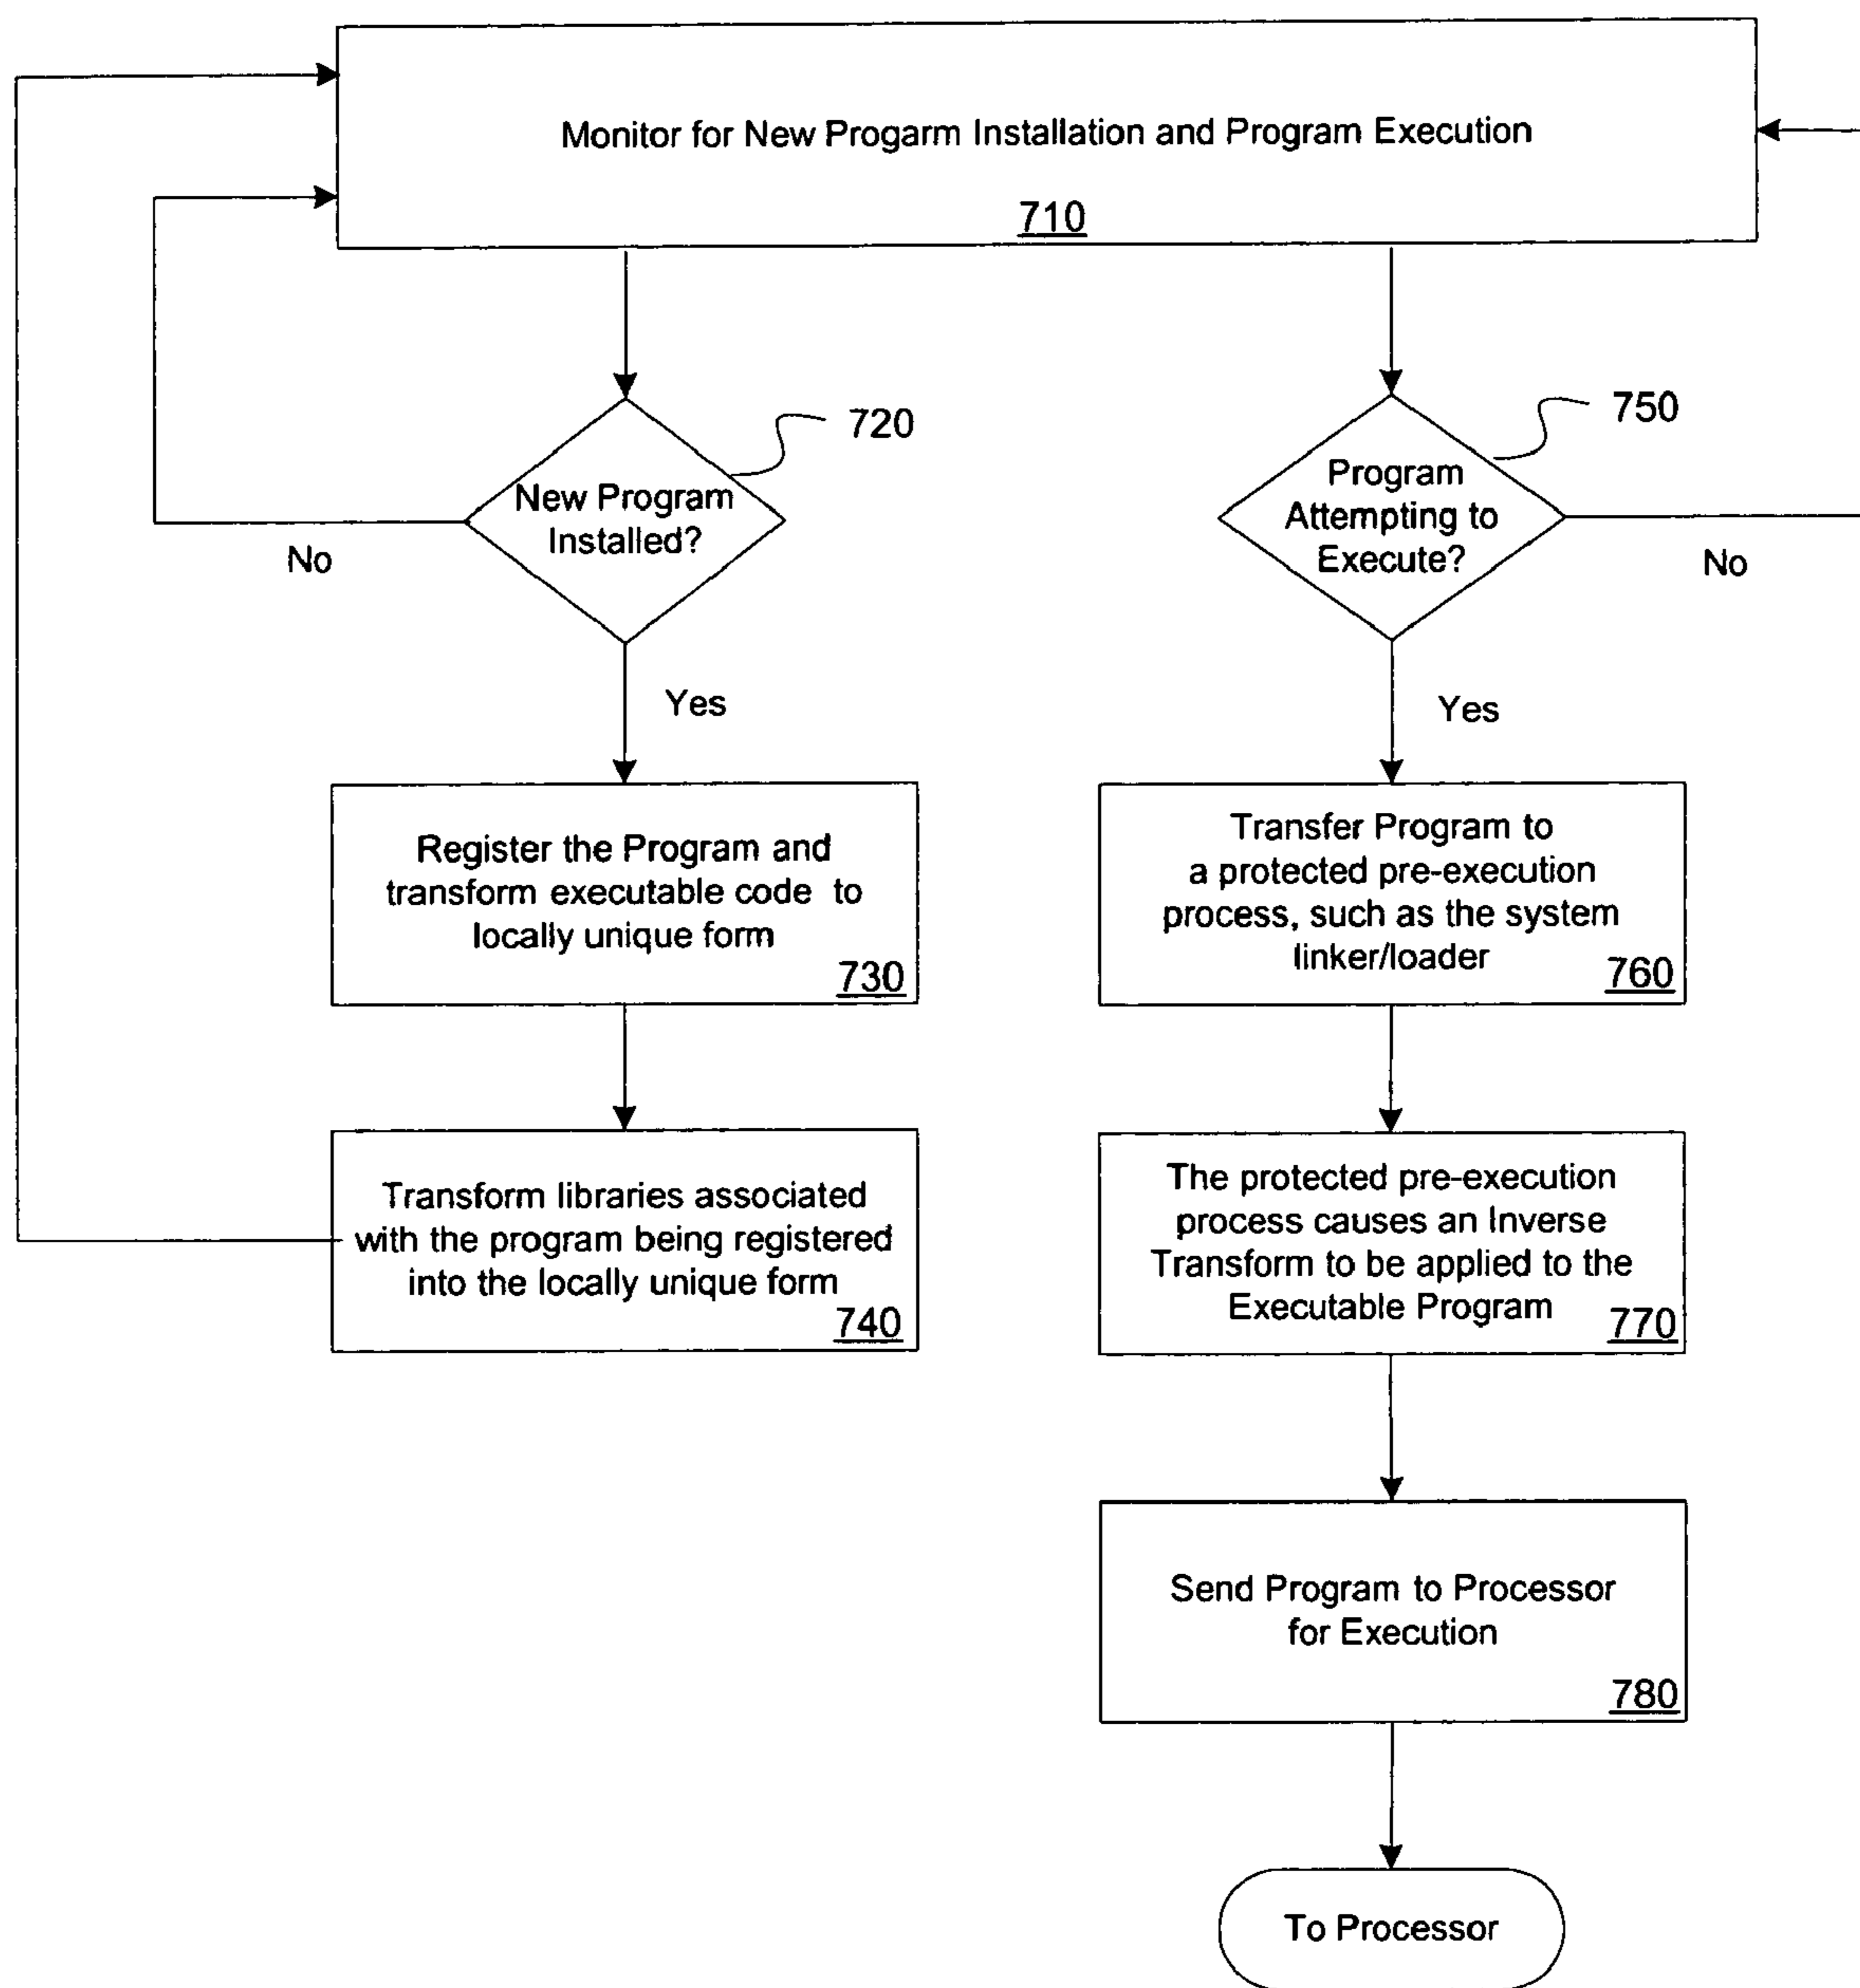 Monitor for New Progarm Installation and Program Execution
710
720
New Program
Installed?
No
Yes
Register the Program and
transform executable code to
locally unique form
730
Transform libraries associated
with the program being registered
into the locally unique form
740
750
Program
Attempting to
Execute?
No
Yes
Transfer Program to
a protected pre-execution
process, such as the system
linker/loader
760
The protected pre-execution
process causes an Inverse
Transform to be applied to the
Executable Program
770
Send Program to Processor
for Execution
780
To Processor